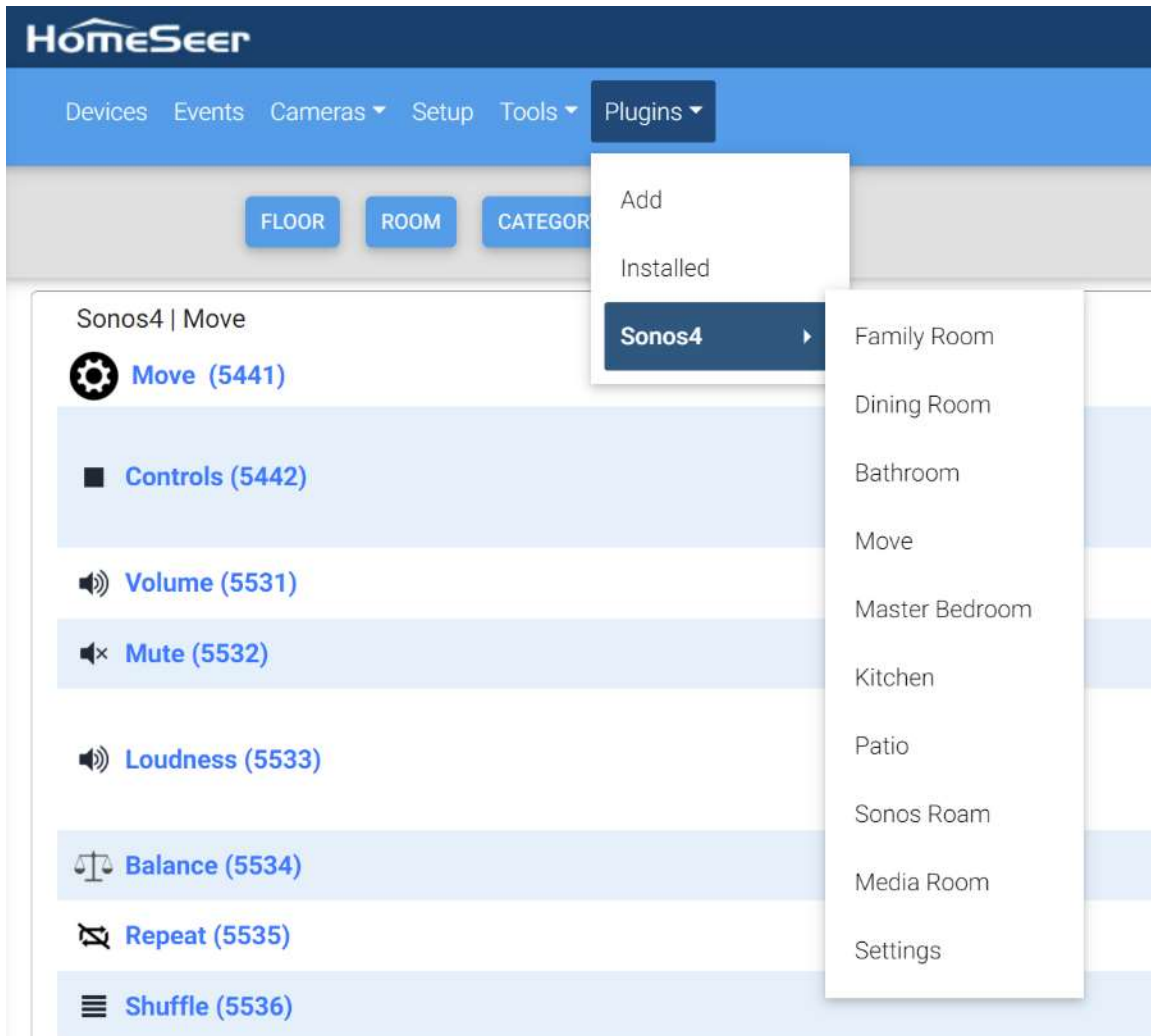 HomeSeer
Devices Events Cameras Setup Tools Plugins
FLOOR ROOM CATEGOR
Add
Installed
Sonos4
Family Room
Dining Room
Bathroom
Move
Master Bedroom
Kitchen
Patio
Sonos Roam
Media Room
Settings
Sonos4 | Move
Move (5441)
Controls (5442)
Volume (5531)
Mute (5532)
Loudness (5533)
Balance (5534)
Repeat (5535)
Shuffle (5536)